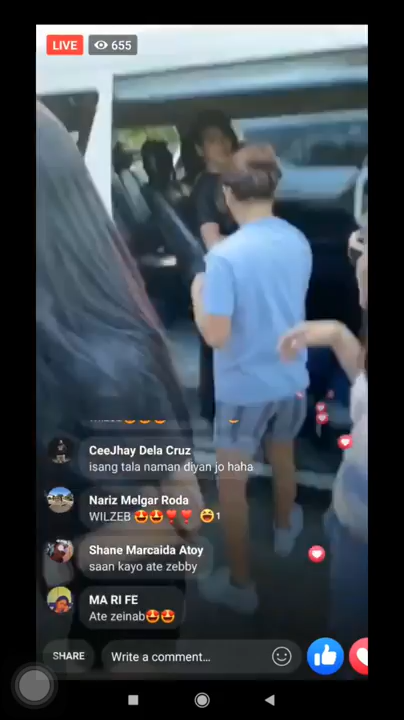 LIVE
655
CeeJhay Dela Cruz
isang tala naman diyan jo haha
Nariz Melgar Roda
WILZEB 🤩🤩❣️❣️ 😆1
Shane Marcaida Atoy
saan kayo ate zebby
MA RI FE
Ate zeinab🤩🤩
SHARE
Write a comment...